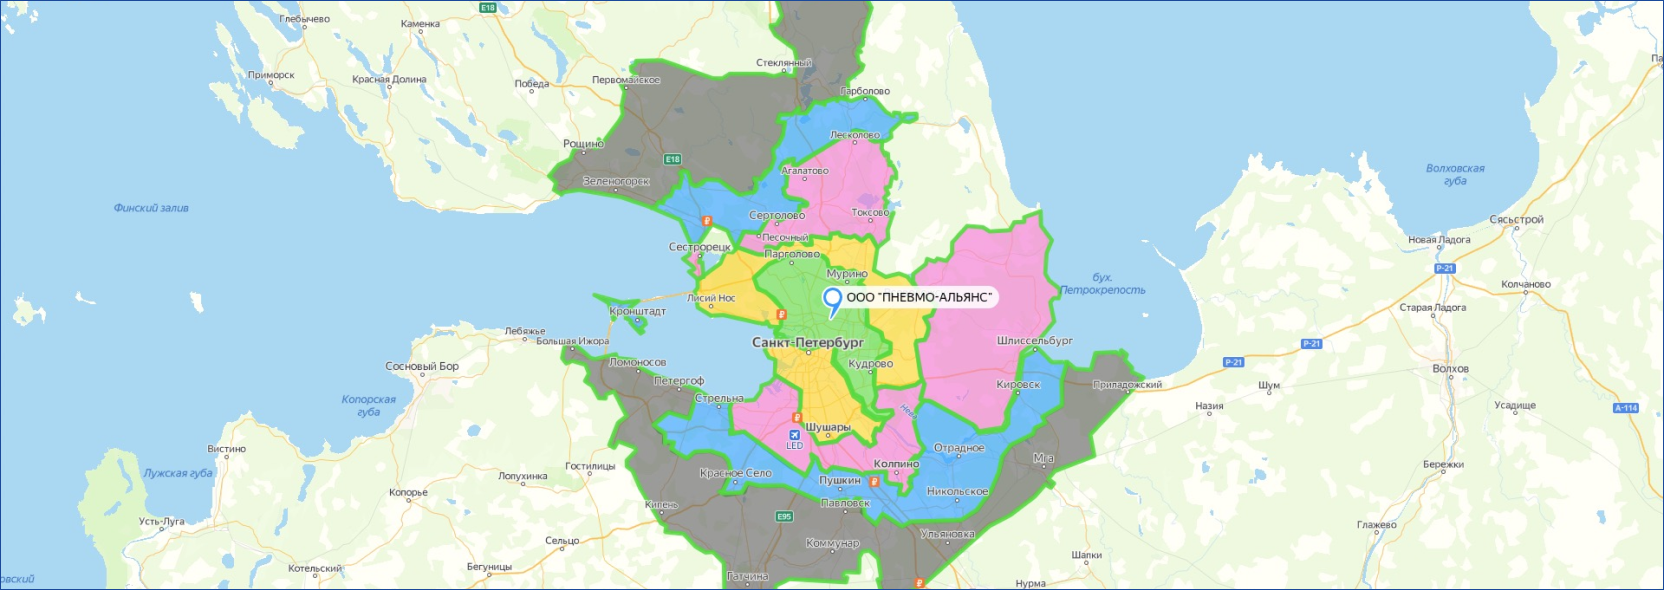 E18
Глебычево
Каменка
Приморск
Красная Долина
Победа
Первомайское
Стеклянный
Гарболово
Рощино
E18
Лесколово
Зеленогорск
Агалатово
Волховская
губа
Финский залив
Сертолово
Токсово
Сясьстрой
Песочный
Сестрорецк
Парголово
Новая Ладога
Мурино
P-21
бух.
Петрокрепость
Колчаново
Лисий Нос
ООО "ПНЕВМО-АЛЬЯНС"
Кронштадт
Старая Ладога
Лебяжье
Большая Ижора
Санкт-Петербург
Шлиссельбург
P-21
Ломоносов
Кудрово
P-21
Сосновый Бор
Волхов
Петергоф
Кировск
Приладожский
Шум
Копорская
губа
Стрельна
Нева
Назия
Усадище
A-114
Шушары
LED
Отрадное
Вистино
Мга
Гостилицы
Колпино
Бережки
Лужская губа
Лопухинка
Красное Село
Пушкин
Копорье
Никольское
Кипень
Павловск
Усть-Луга
E95
Глажево
Сельцо
Коммунар
Ульяновка
Шапки
Котельский
Бегуницы
Гатчина
Нурма
овский